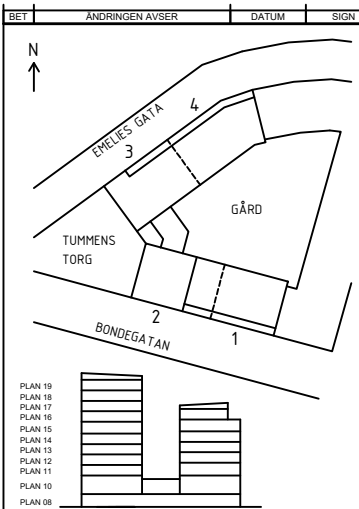 BET ÄNDRINGEN AVSER DATUM SIGN
N
EMELIES GATA
4
3
GÅRD
TUMMENS
TORG
2
1
BONDEGATAN
PLAN 19
PLAN 18
PLAN 17
PLAN 16
PLAN 15
PLAN 14
PLAN 13
PLAN 12
PLAN 11
PLAN 10
PLAN 08